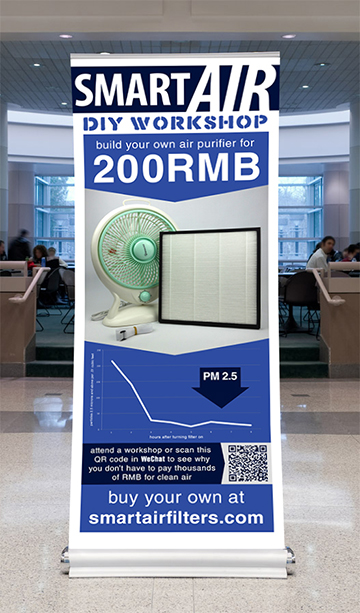 SMART AIR
DIY WORKSHOP
build your own air purifier for
200RMB
PM 2.5
hours after turning filter on
attend a workshop or scan this
QR code in WeChat to see why
you don't have to pay thousands
of RMB for clean air
buy your own at
smartairfilters.com